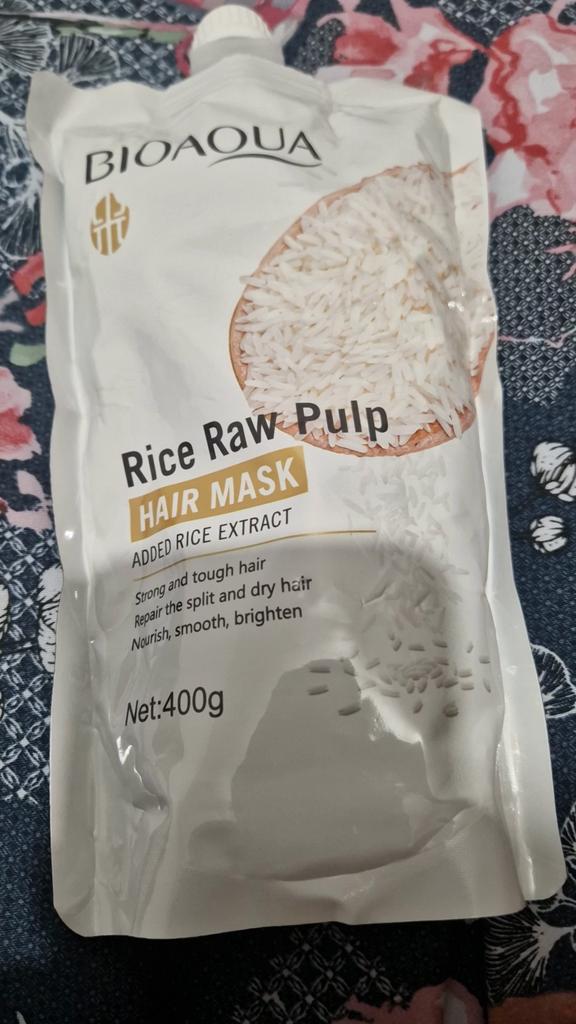 BIOAQUA
Rice Raw Pulp
HAIR MASK
ADDED RICE EXTRACT
Strong and tough hair
Repair the split and dry hair
Nourish, smooth, brighten
Net:400g